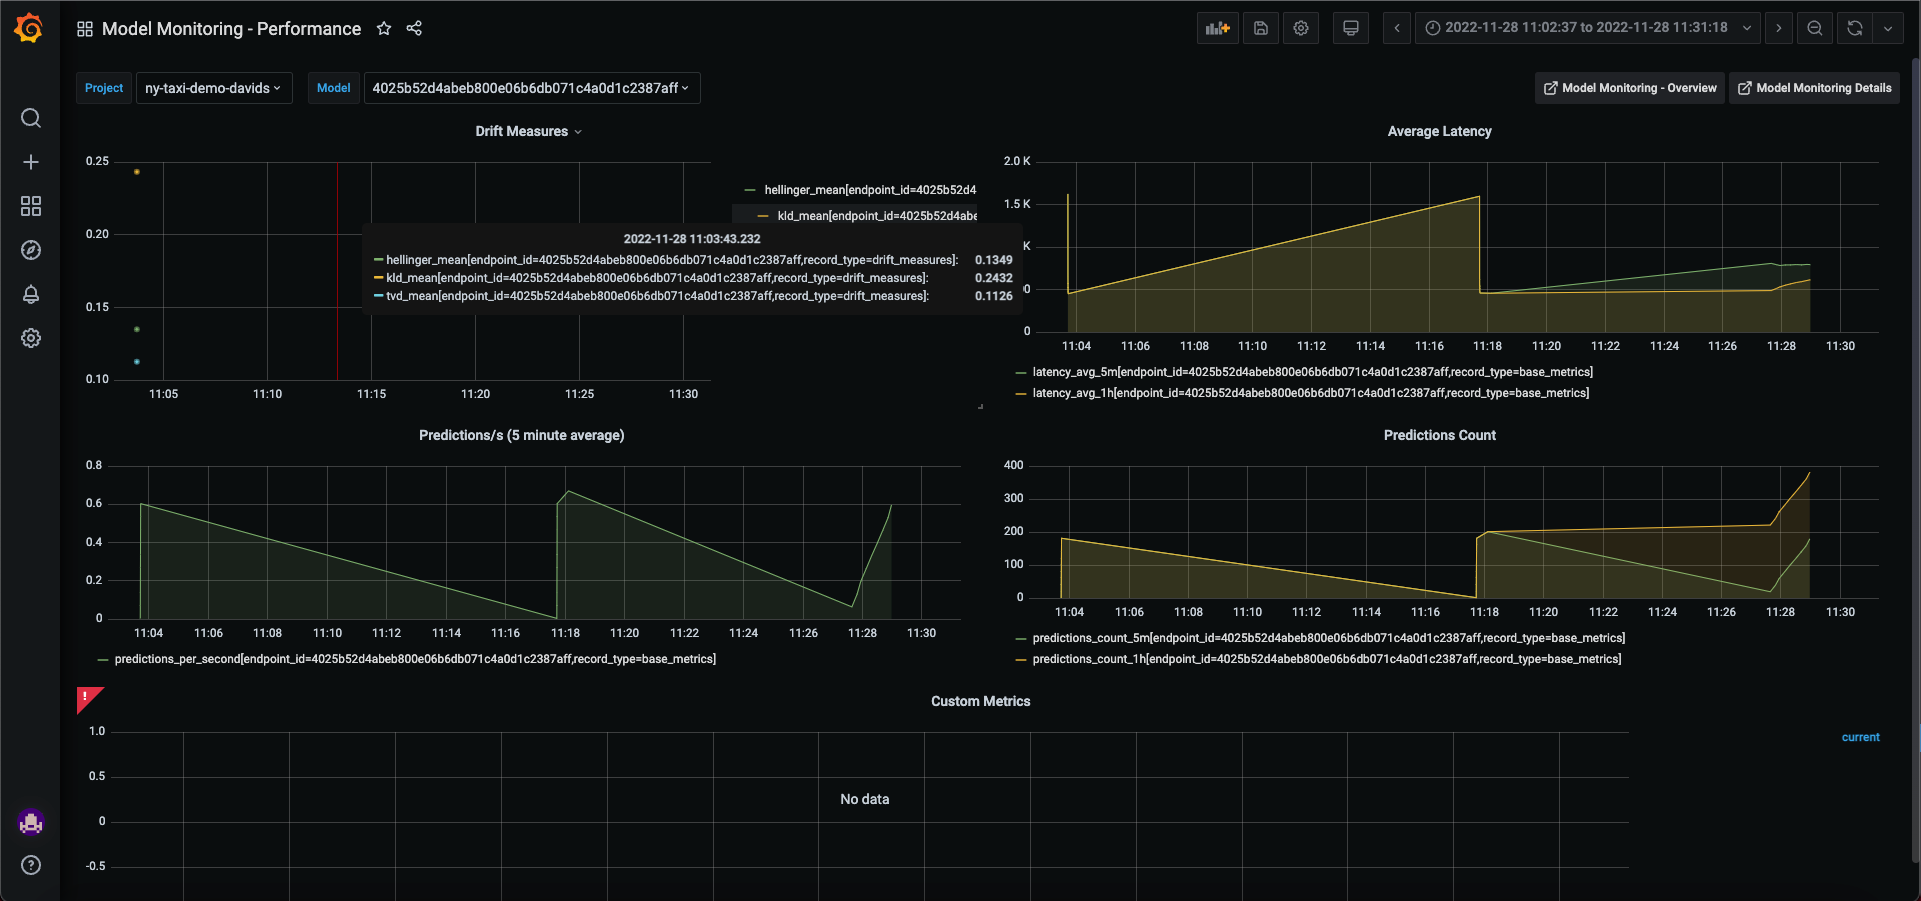 Model Monitoring - Performance
2022-11-28 11:02:37 to 2022-11-28 11:31:18
Project
ny-taxi-demo-davids
Model
4025b52d4abeb800e06b6db071c4a0d1c2387aff
Model Monitoring - Overview
Model Monitoring Details
Drift Measures
0.25
0.20
0.15
0.10
11:05 11:10 11:15 11:20 11:25 11:30
hellinger_mean[endpoint_id=4025b52d4
kld_mean[endpoint_id=4025b52d4abe
2022-11-28 11:03:43.232
hellinger_mean[endpoint_id=4025b52d4abeb800e06b6db071c4a0d1c2387aff,record_type=drift_measures]: 0.1349
kld_mean[endpoint_id=4025b52d4abeb800e06b6db071c4a0d1c2387aff,record_type=drift_measures]: 0.2432
tvd_mean[endpoint_id=4025b52d4abeb800e06b6db071c4a0d1c2387aff,record_type=drift_measures]: 0.1126
Average Latency
2.0 K
1.5 K
K
0
0
11:04 11:06 11:08 11:10 11:12 11:14 11:16 11:18 11:20 11:22 11:24 11:26 11:28 11:30
latency_avg_5m[endpoint_id=4025b52d4abeb800e06b6db071c4a0d1c2387aff,record_type=base_metrics]
latency_avg_1h[endpoint_id=4025b52d4abeb800e06b6db071c4a0d1c2387aff,record_type=base_metrics]
Predictions/s (5 minute average)
0.8
0.6
0.4
0.2
0
11:04 11:06 11:08 11:10 11:12 11:14 11:16 11:18 11:20 11:22 11:24 11:26 11:28 11:30
predictions_per_second[endpoint_id=4025b52d4abeb800e06b6db071c4a0d1c2387aff,record_type=base_metrics]
Predictions Count
400
300
200
100
0
11:04 11:06 11:08 11:10 11:12 11:14 11:16 11:18 11:20 11:22 11:24 11:26 11:28 11:30
predictions_count_5m[endpoint_id=4025b52d4abeb800e06b6db071c4a0d1c2387aff,record_type=base_metrics]
predictions_count_1h[endpoint_id=4025b52d4abeb800e06b6db071c4a0d1c2387aff,record_type=base_metrics]
!
Custom Metrics
1.0
0.5
0
-0.5
No data
current